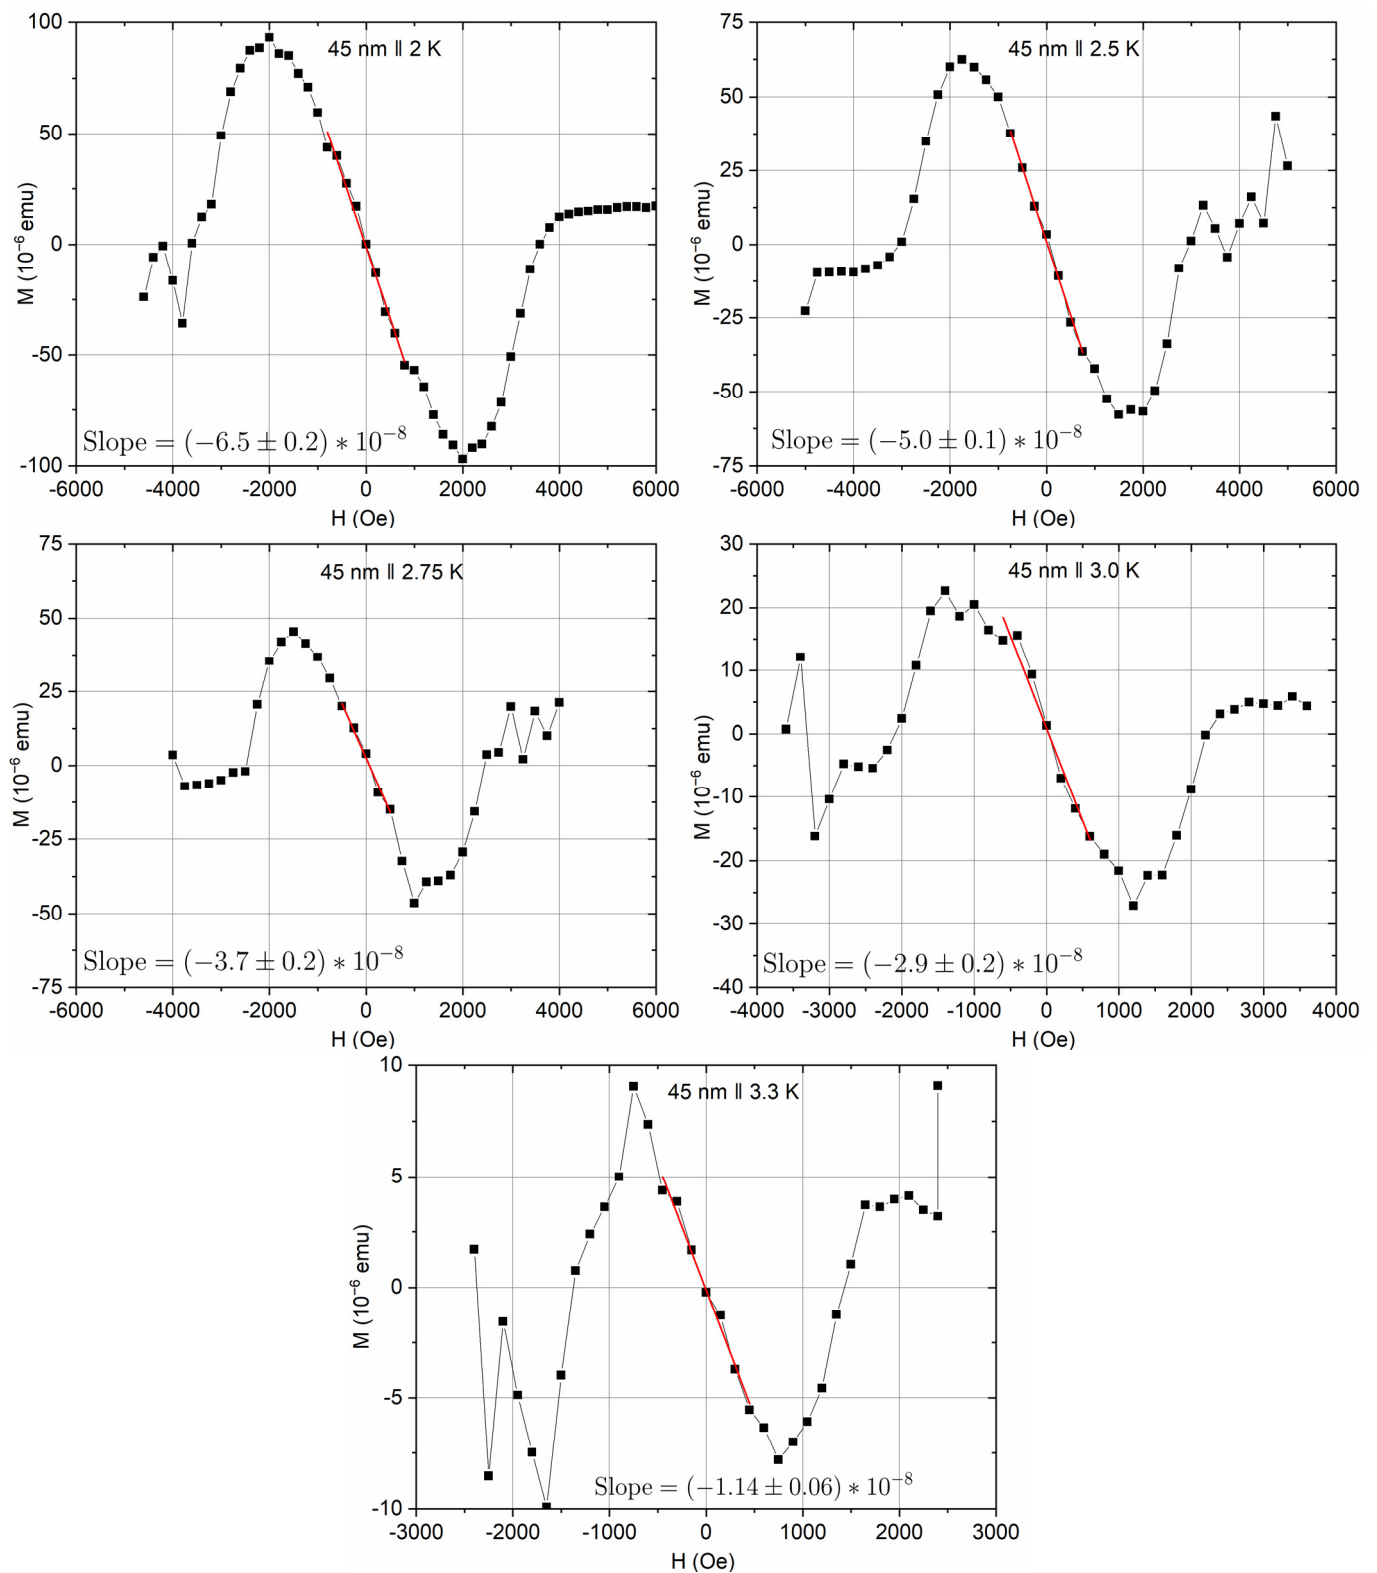 45 nm ॥ 2 K
100
50
0
-50
-100
M (10⁻⁶ emu)
Slope = (−6.5 ± 0.2) ∗ 10⁻⁸
-6000 -4000 -2000 0 2000 4000 6000
H (Oe)
45 nm ॥ 2.5 K
75
50
25
0
-25
-50
-75
M (10⁻⁶ emu)
Slope = (−5.0 ± 0.1) ∗ 10⁻⁸
-6000 -4000 -2000 0 2000 4000 6000
H (Oe)
45 nm ॥ 2.75 K
75
50
25
0
-25
-50
-75
M (10⁻⁶ emu)
Slope = (−3.7 ± 0.2) ∗ 10⁻⁸
-6000 -4000 -2000 0 2000 4000 6000
H (Oe)
45 nm ॥ 3.0 K
30
20
10
0
-10
-20
-30
-40
M (10⁻⁶ emu)
Slope = (−2.9 ± 0.2) ∗ 10⁻⁸
-4000 -3000 -2000 -1000 0 1000 2000 3000 4000
H (Oe)
45 nm ॥ 3.3 K
10
5
0
-5
-10
M (10⁻⁶ emu)
Slope = (−1.14 ± 0.06) ∗ 10⁻⁸
-3000 -2000 -1000 0 1000 2000 3000
H (Oe)